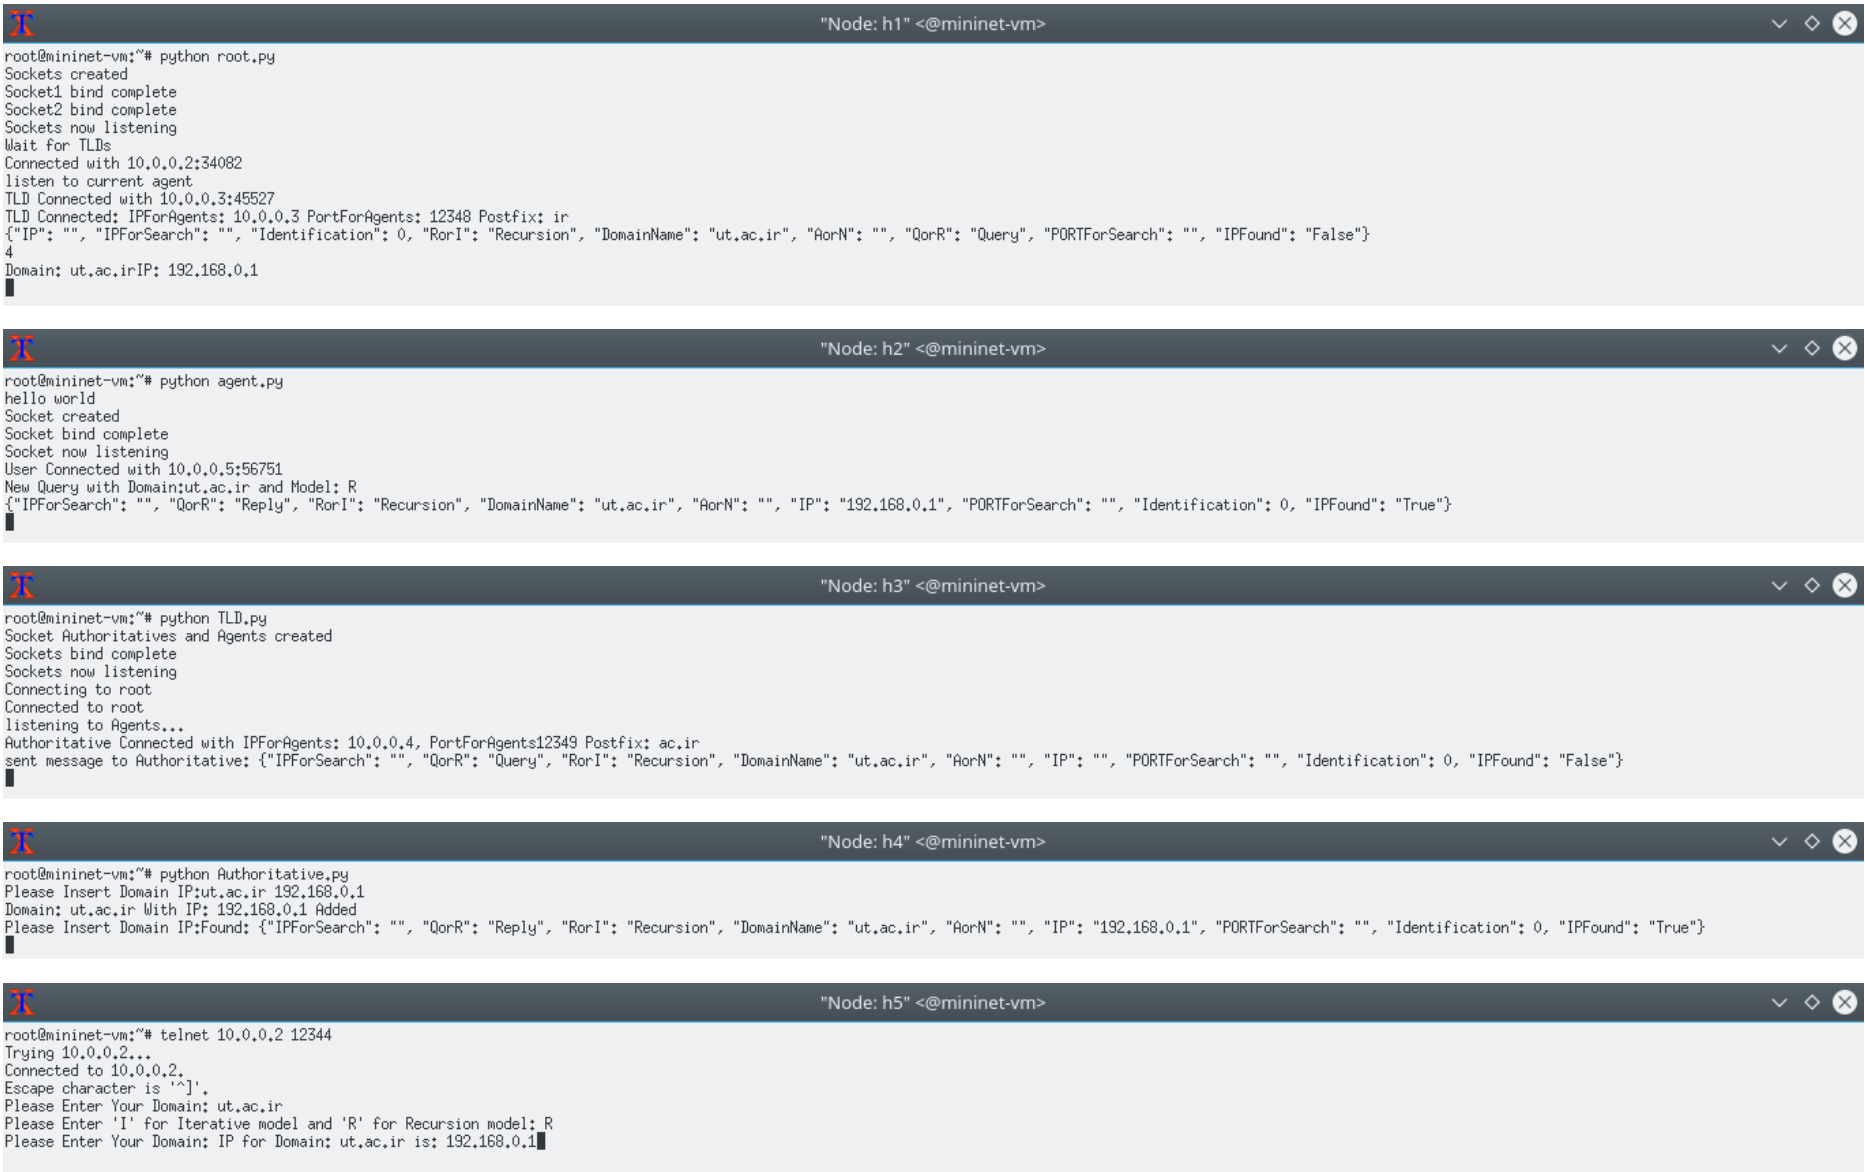 "Node: h1" <@mininet-vm>
root@mininet-vm:~# python root.py
Sockets created
Socket1 bind complete
Socket2 bind complete
Sockets now listening
Wait for TLDs
Connected with 10.0.0.2:34082
listen to current agent
TLD Connected with 10.0.0.3:45527
TLD Connected: IPForAgents: 10.0.0.3 PortForAgents: 12348 Postfix: ir
{"IP": "", "IPForSearch": "", "Identification": 0, "RorI": "Recursion", "DomainName": "ut.ac.ir", "AorN": "", "QorR": "Query", "PORTForSearch": "", "IPFound": "False"}
4
Domain: ut.ac.irIP: 192.168.0.1
"Node: h2" <@mininet-vm>
root@mininet-vm:~# python agent.py
hello world
Socket created
Socket bind complete
Socket now listening
User Connected with 10.0.0.5:56751
New Query with Domain:ut.ac.ir and Model: R
{"IPForSearch": "", "QorR": "Reply", "RorI": "Recursion", "DomainName": "ut.ac.ir", "AorN": "", "IP": "192.168.0.1", "PORTForSearch": "", "Identification": 0, "IPFound": "True"}
"Node: h3" <@mininet-vm>
root@mininet-vm:~# python TLD.py
Socket Authoritatives and Agents created
Sockets bind complete
Sockets now listening
Connecting to root
Connected to root
listening to Agents...
Authoritative Connected with IPForAgents: 10.0.0.4, PortForAgents12349 Postfix: ac.ir
sent message to Authoritative: {"IPForSearch": "", "QorR": "Query", "RorI": "Recursion", "DomainName": "ut.ac.ir", "AorN": "", "IP": "", "PORTForSearch": "", "Identification": 0, "IPFound": "False"}
"Node: h4" <@mininet-vm>
root@mininet-vm:~# python Authoritative.py
Please Insert Domain IP:ut.ac.ir 192.168.0.1
Domain: ut.ac.ir With IP: 192.168.0.1 Added
Please Insert Domain IP:Found: {"IPForSearch": "", "QorR": "Reply", "RorI": "Recursion", "DomainName": "ut.ac.ir", "AorN": "", "IP": "192.168.0.1", "PORTForSearch": "", "Identification": 0, "IPFound": "True"}
"Node: h5" <@mininet-vm>
root@mininet-vm:~# telnet 10.0.0.2 12344
Trying 10.0.0.2...
Connected to 10.0.0.2.
Escape character is '^]'.
Please Enter Your Domain: ut.ac.ir
Please Enter 'I' for Iterative model and 'R' for Recursion model: R
Please Enter Your Domain: IP for Domain: ut.ac.ir is: 192.168.0.1